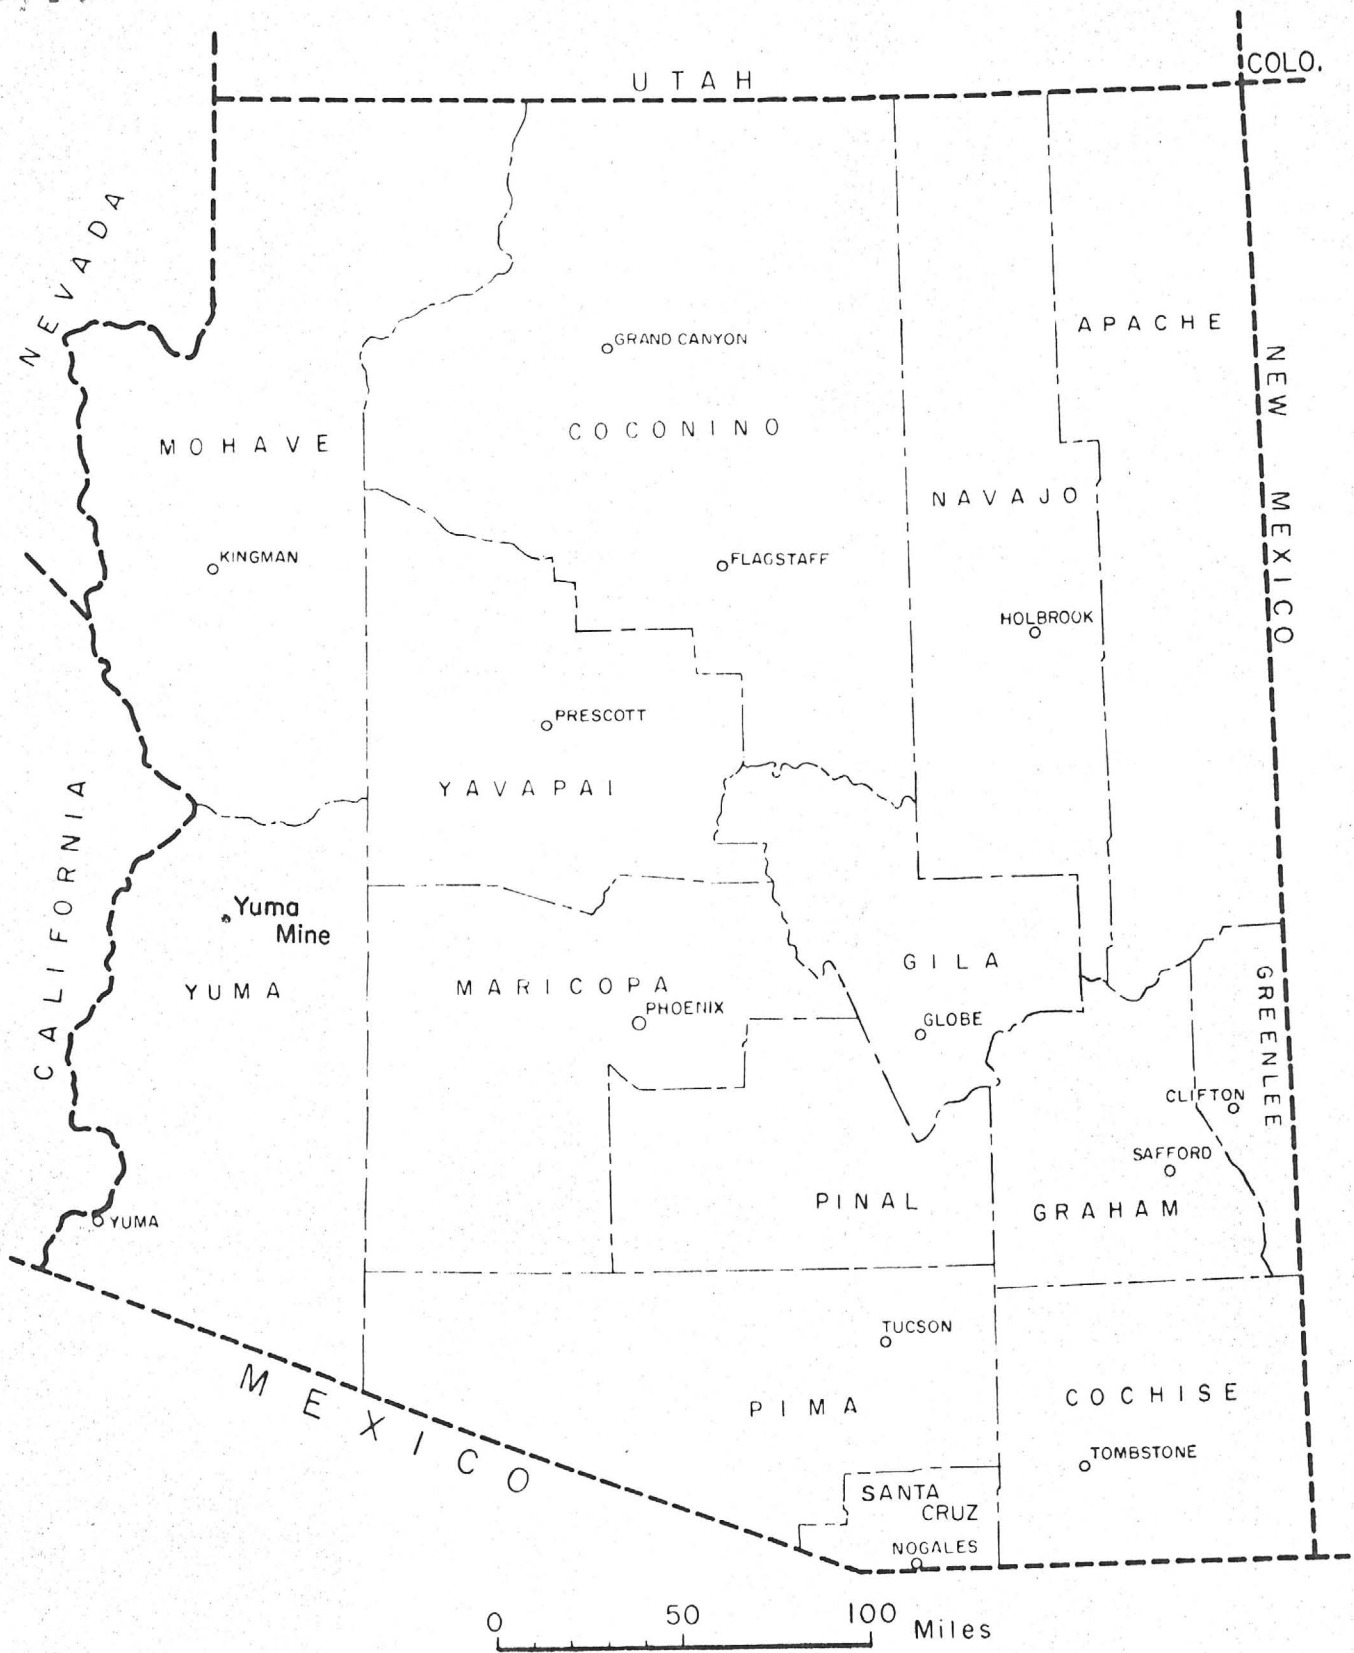 UTAH
COLO.
NEVADA
APACHE
GRAND CANYON
NEW MEXICO
COCONINO
MOHAVE
NAVAJO
KINGMAN
FLAGSTAFF
HOLBROOK
PRESCOTT
YAVAPAI
CALIFORNIA
Yuma
Mine
GILA
MARICOPA
YUMA
PHOENIX
GLOBE
GREENLEE
CLIFTON
SAFFORD
PINAL
GRAHAM
YUMA
TUCSON
MEXICO
PIMA
COCHISE
TOMBSTONE
SANTA
CRUZ
NOGALES
0 50 100 Miles